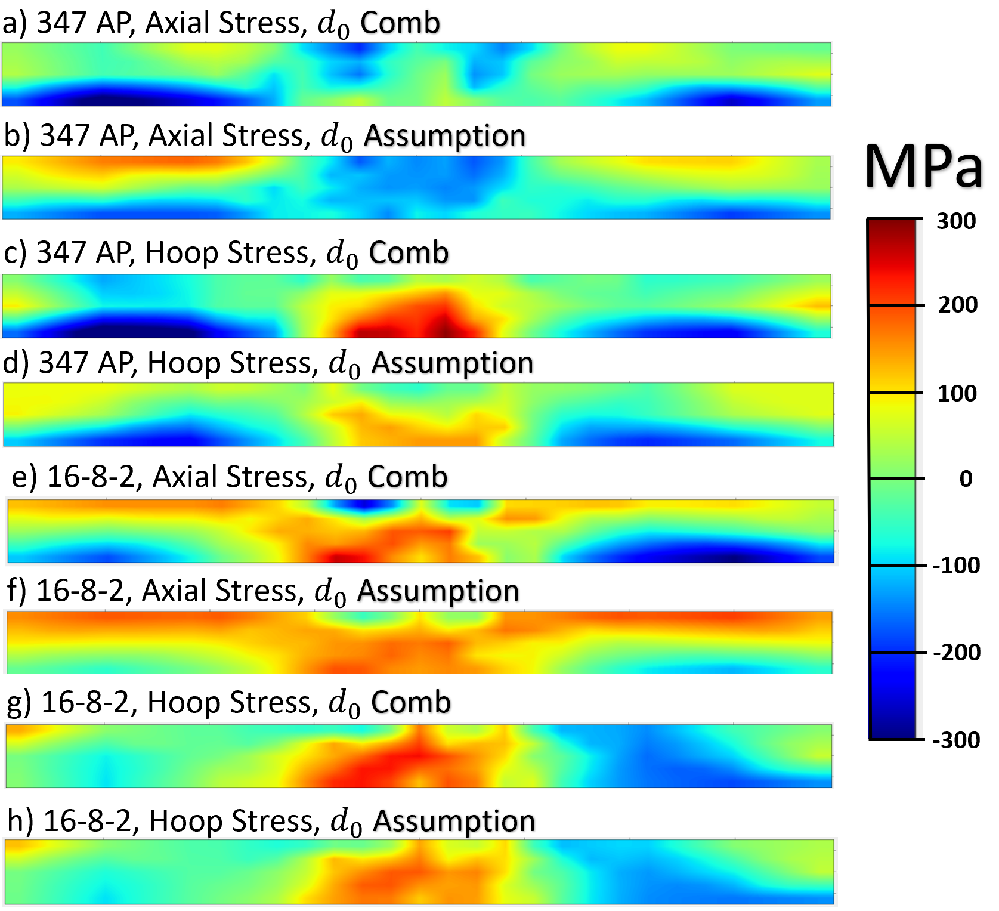 a) 347 AP, Axial Stress, d₀ Comb
b) 347 AP, Axial Stress, d₀ Assumption
MPa
c) 347 AP, Hoop Stress, d₀ Comb
d) 347 AP, Hoop Stress, d₀ Assumption
e) 16-8-2, Axial Stress, d₀ Comb
f) 16-8-2, Axial Stress, d₀ Assumption
g) 16-8-2, Hoop Stress, d₀ Comb
h) 16-8-2, Hoop Stress, d₀ Assumption
300
200
100
0
-100
-200
-300